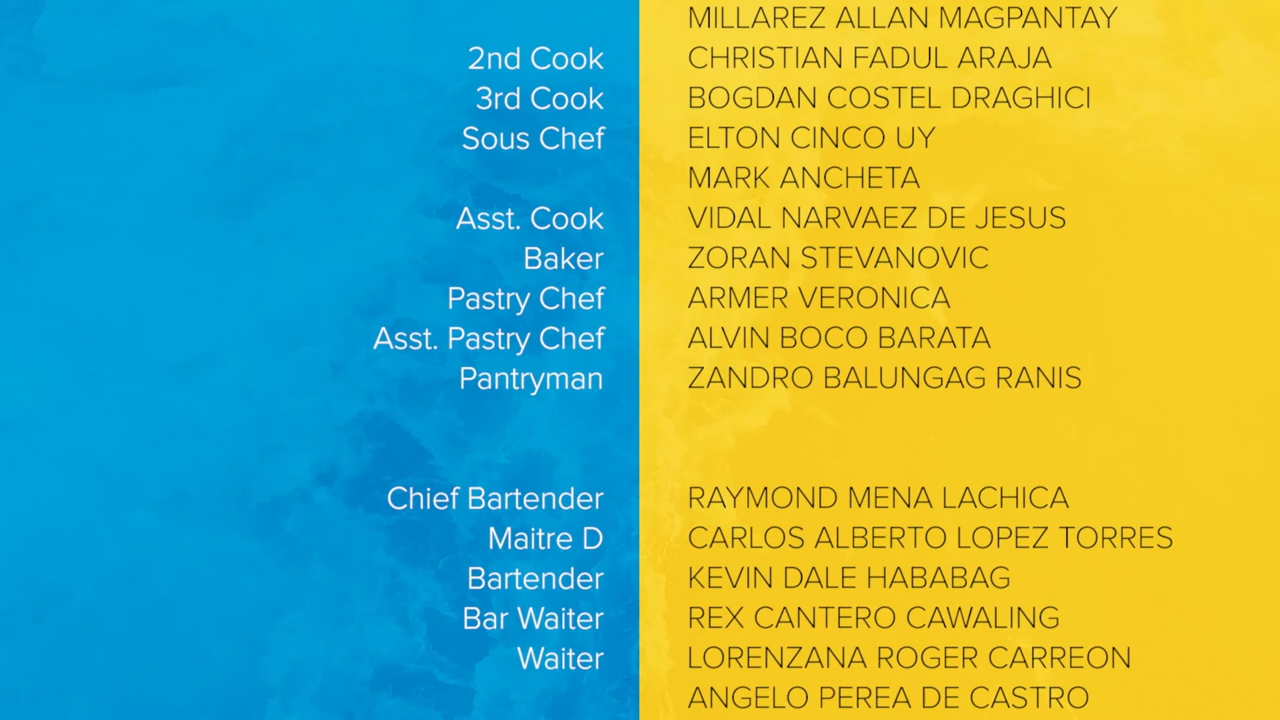 MILLAREZ ALLAN MAGPANTAY
2nd Cook CHRISTIAN FADUL ARAJA
3rd Cook BOGDAN COSTEL DRAGHICI
Sous Chef ELTON CINCO UY
MARK ANCHETA
Asst. Cook VIDAL NARVAEZ DE JESUS
Baker ZORAN STEVANOVIC
Pastry Chef ARMER VERONICA
Asst. Pastry Chef ALVIN BOCO BARATA
Pantryman ZANDRO BALUNGAG RANIS
Chief Bartender RAYMOND MENA LACHICA
Maitre D CARLOS ALBERTO LOPEZ TORRES
Bartender KEVIN DALE HABABAG
Bar Waiter REX CANTERO CAWALING
Waiter LORENZANA ROGER CARREON
ANGELO PEREA DE CASTRO